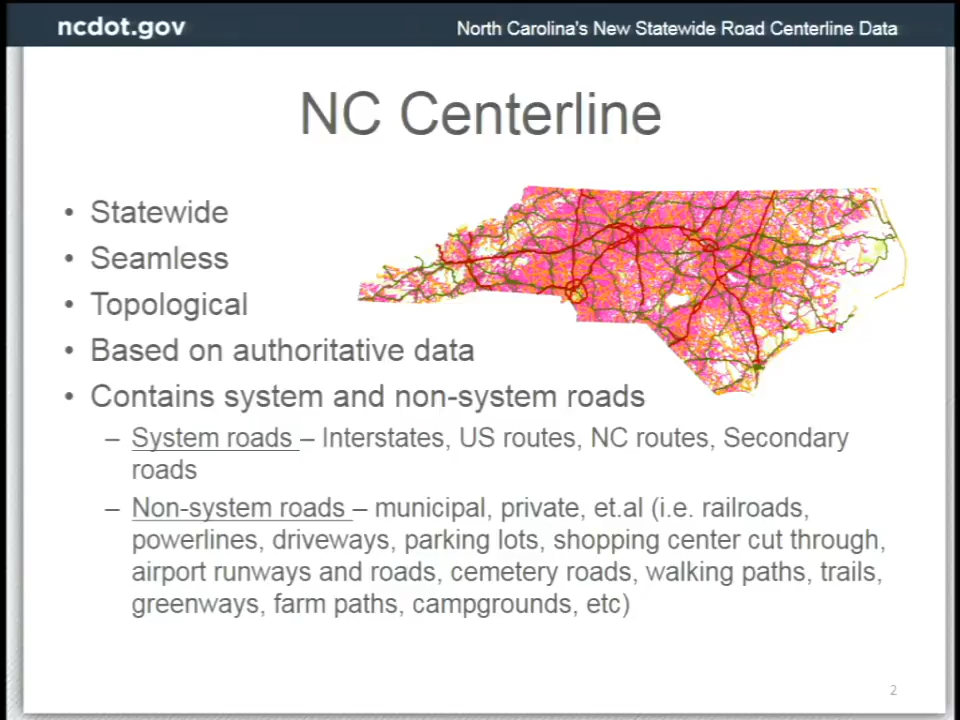 ncdot.gov
North Carolina's New Statewide Road Centerline Data
NC Centerline
• Statewide
• Seamless
• Topological
• Based on authoritative data
• Contains system and non-system roads
– System roads – Interstates, US routes, NC routes, Secondary
roads
– Non-system roads – municipal, private, et.al (i.e. railroads,
powerlines, driveways, parking lots, shopping center cut through,
airport runways and roads, cemetery roads, walking paths, trails,
greenways, farm paths, campgrounds, etc)
2